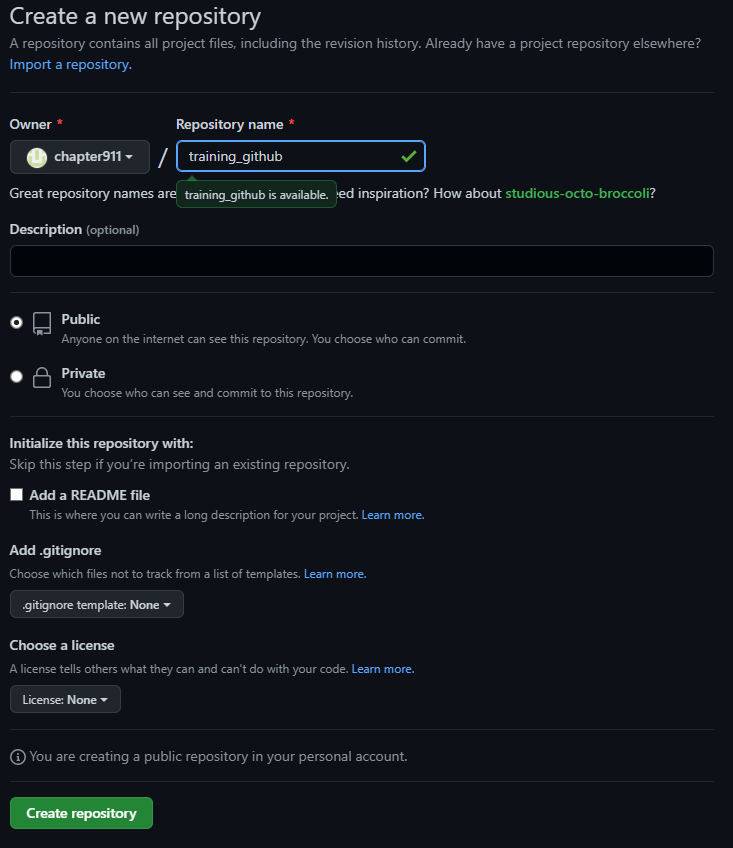 Create a new repository
A repository contains all project files, including the revision history. Already have a project repository elsewhere?
Import a repository.
Owner * Repository name *
chapter911 / training_github
Great repository names are eed inspiration? How about studious-octo-broccoli?
training_github is available.
Description (optional)
Public
Anyone on the internet can see this repository. You choose who can commit.
Private
You choose who can see and commit to this repository.
Initialize this repository with:
Skip this step if you're importing an existing repository.
Add a README file
This is where you can write a long description for your project. Learn more.
Add .gitignore
Choose which files not to track from a list of templates. Learn more.
.gitignore template: None
Choose a license
A license tells others what they can and can't do with your code. Learn more.
License: None
You are creating a public repository in your personal account.
Create repository